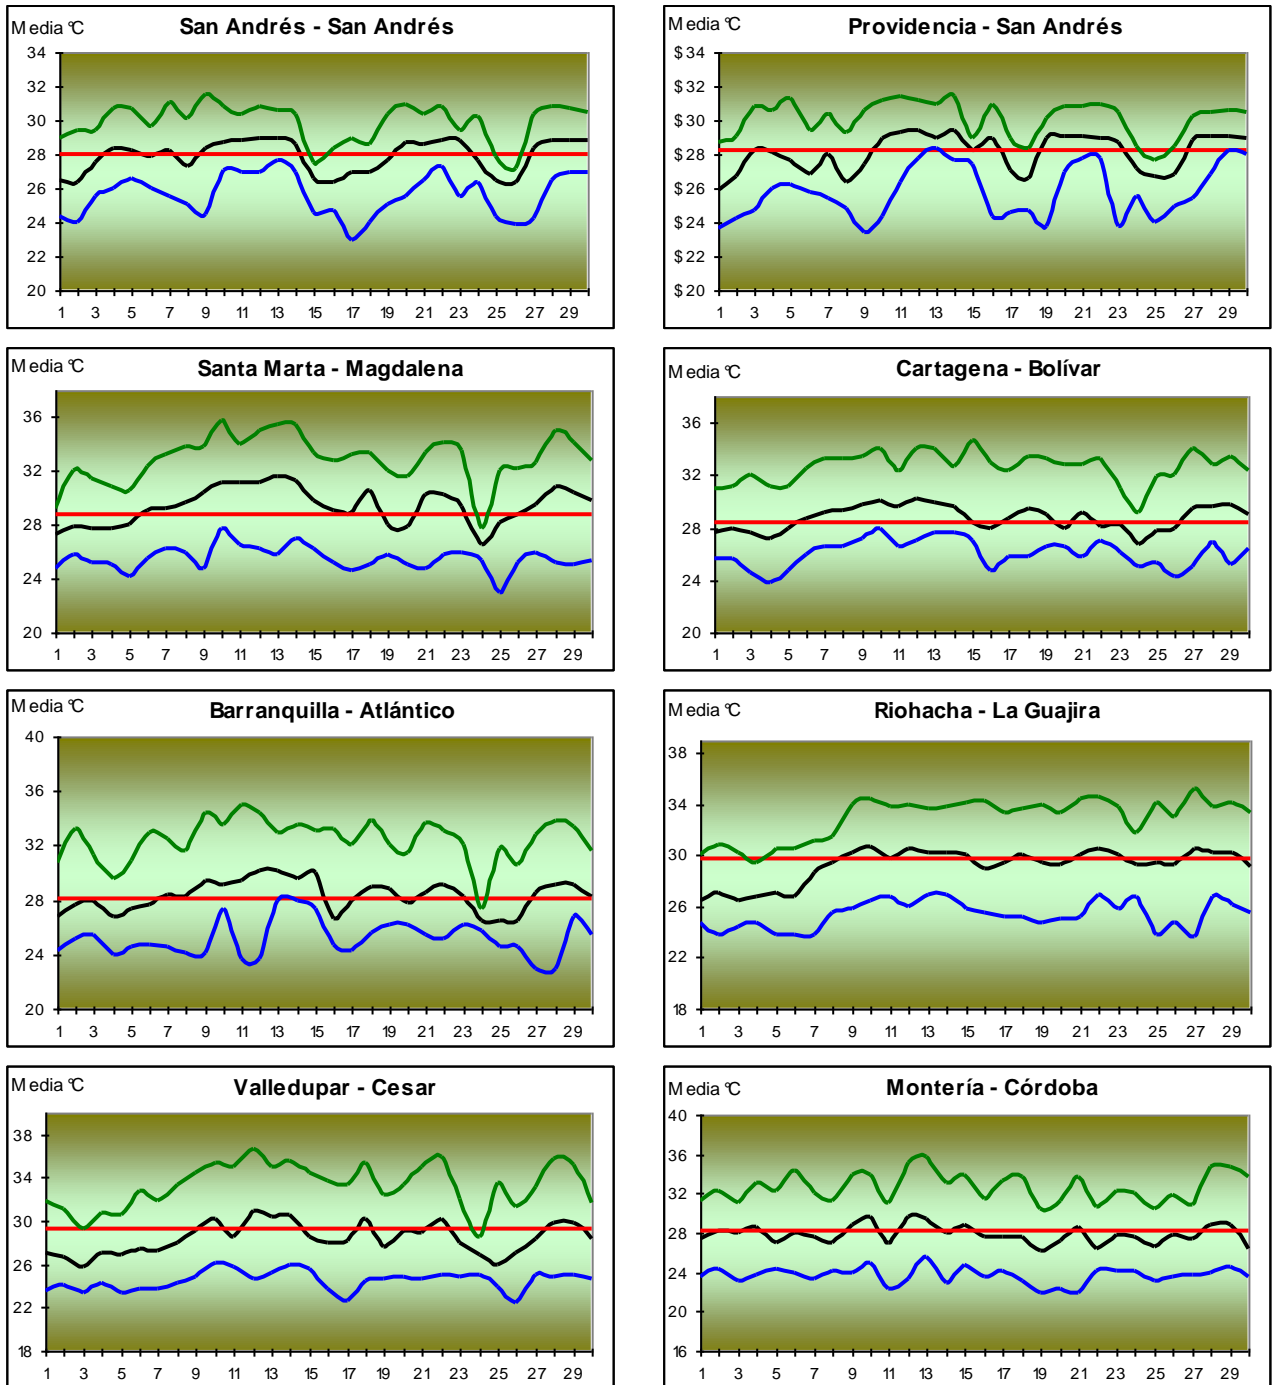 Media °C
San Andrés - San Andrés
34
32
30
28
26
24
22
20
1 3 5 7 9 11 13 15 17 19 21 23 25 27 29
Providencia - San Andrés
$ 34
$ 32
$ 30
$ 28
$ 26
$ 24
$ 22
$ 20
1 3 5 7 9 11 13 15 17 19 21 23 25 27 29
Media °C
Santa Marta - Magdalena
36
32
28
24
20
1 3 5 7 9 11 13 15 17 19 21 23 25 27 29
Media °C
Cartagena - Bolívar
36
32
28
24
20
1 3 5 7 9 11 13 15 17 19 21 23 25 27 29
Media °C
Barranquilla - Atlántico
40
36
32
28
24
20
1 3 5 7 9 11 13 15 17 19 21 23 25 27 29
Media °C
Riohacha - La Guajira
38
34
30
26
22
18
1 3 5 7 9 11 13 15 17 19 21 23 25 27 29
Media °C
Valledupar - Cesar
38
34
30
26
22
18
1 3 5 7 9 11 13 15 17 19 21 23 25 27 29
Media °C
Montería - Córdoba
40
36
32
28
24
20
16
1 3 5 7 9 11 13 15 17 19 21 23 25 27 29
Media °C